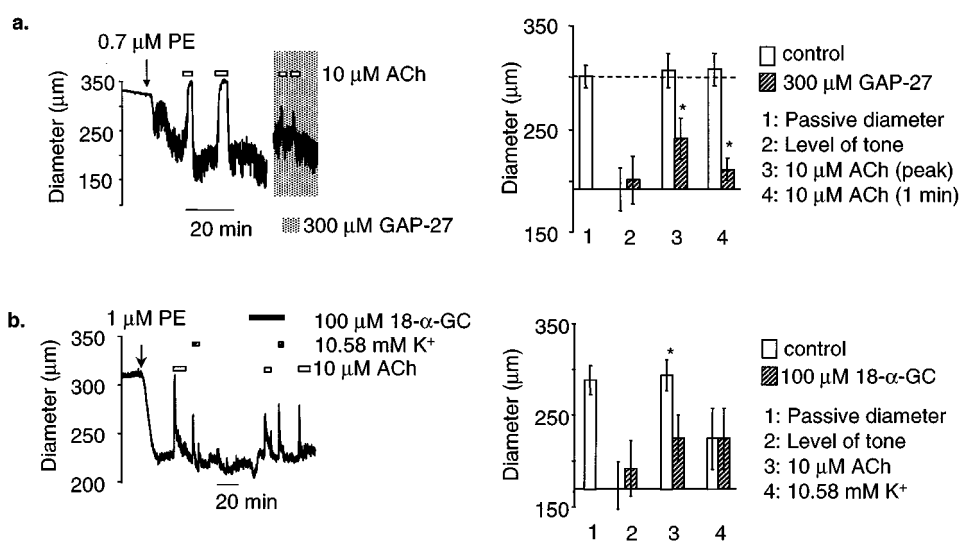 a.
0.7 μM PE
10 μM ACh
350
250
150
Diameter (μm)
20 min
300 μM GAP-27
350
250
150
Diameter (μm)
1 2 3 4
*
*
control
300 μM GAP-27
1: Passive diameter
2: Level of tone
3: 10 μM ACh (peak)
4: 10 μM ACh (1 min)
b.
1 μM PE
100 μM 18-α-GC
10.58 mM K⁺
10 μM ACh
350
300
250
200
Diameter (μm)
20 min
350
250
150
Diameter (μm)
*
1 2 3 4
control
100 μM 18-α-GC
1: Passive diameter
2: Level of tone
3: 10 μM ACh
4: 10.58 mM K⁺